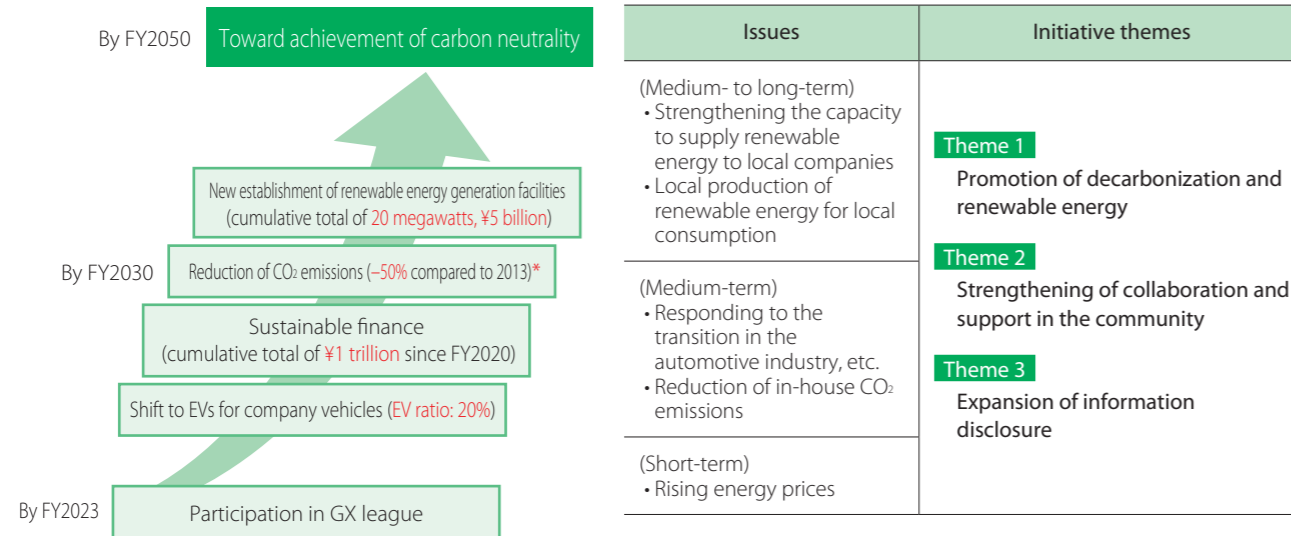 By FY2050
Toward achievement of carbon neutrality
New establishment of renewable energy generation facilities
(cumulative total of 20 megawatts, ¥5 billion)
By FY2030
Reduction of CO₂ emissions (–50% compared to 2013)*
Sustainable finance
(cumulative total of ¥1 trillion since FY2020)
Shift to EVs for company vehicles (EV ratio: 20%)
By FY2023
Participation in GX league
Issues
Initiative themes
(Medium- to long-term)
• Strengthening the capacity
to supply renewable
energy to local companies
• Local production of
renewable energy for local
consumption
(Medium-term)
• Responding to the
transition in the
automotive industry, etc.
• Reduction of in-house CO₂
emissions
(Short-term)
• Rising energy prices
Theme 1
Promotion of decarbonization and
renewable energy
Theme 2
Strengthening of collaboration and
support in the community
Theme 3
Expansion of information
disclosure